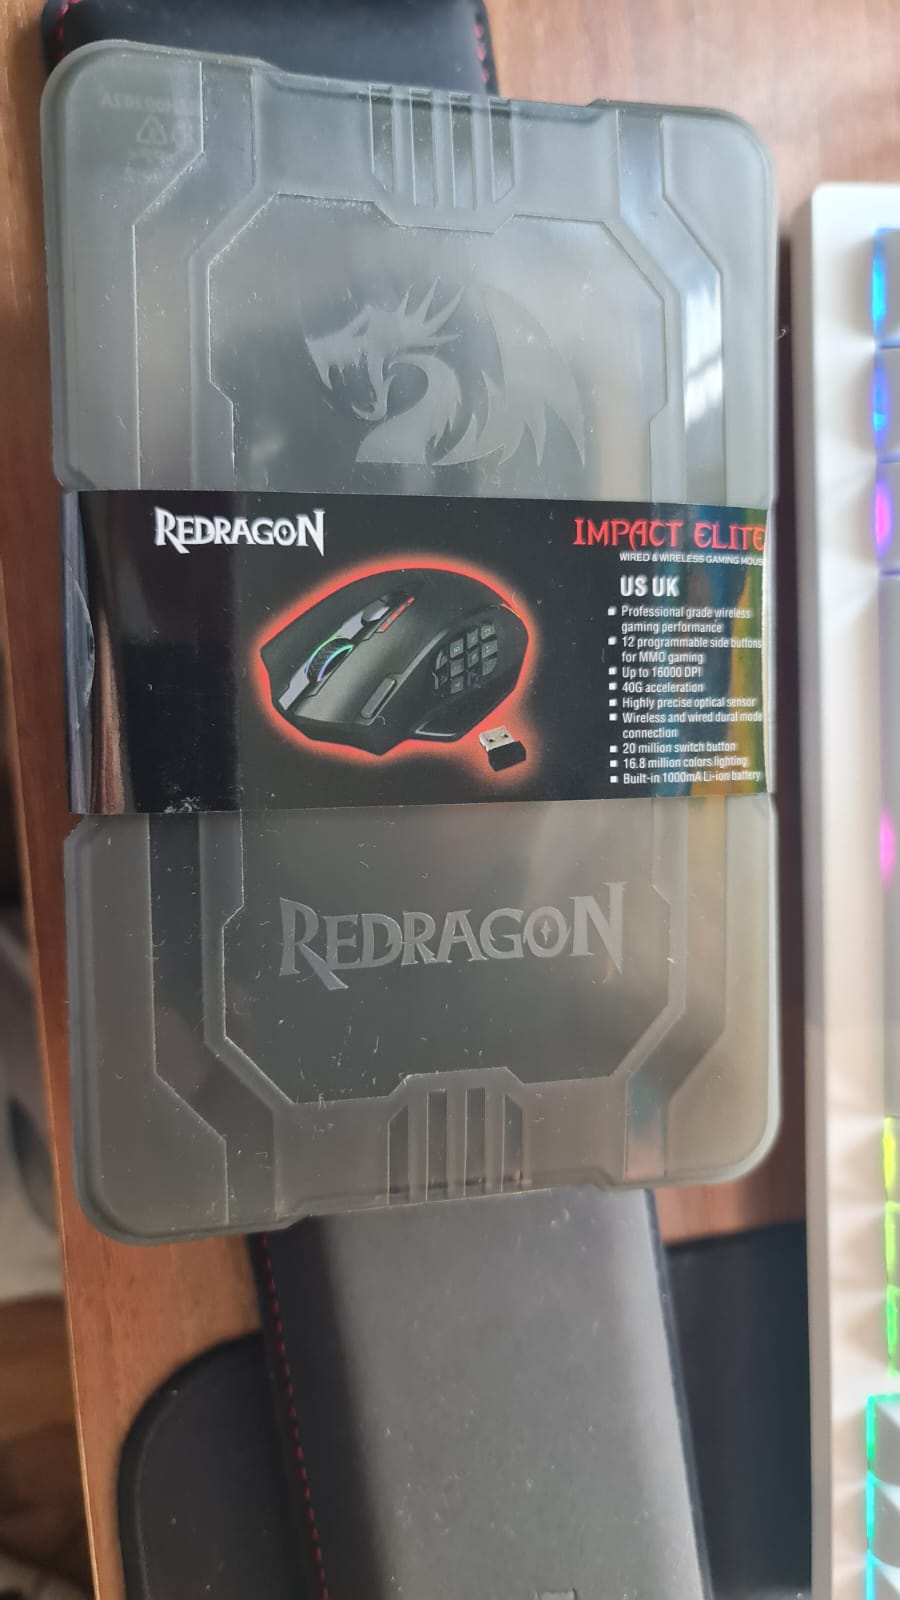 REDRAGON
IMPACT ELITE
WIRED & WIRELESS GAMING MOUS
US UK
Professional grade wireless
gaming performance
12 programmable side buttons
for MMO gaming
Up to 16000 DPI
40G acceleration
Highly precise optical sensor
Wireless and wired dural mode
connection
20 million switch button
16.8 million colors lighting
Built-in 1000mA Li-ion battery
REDRAGON